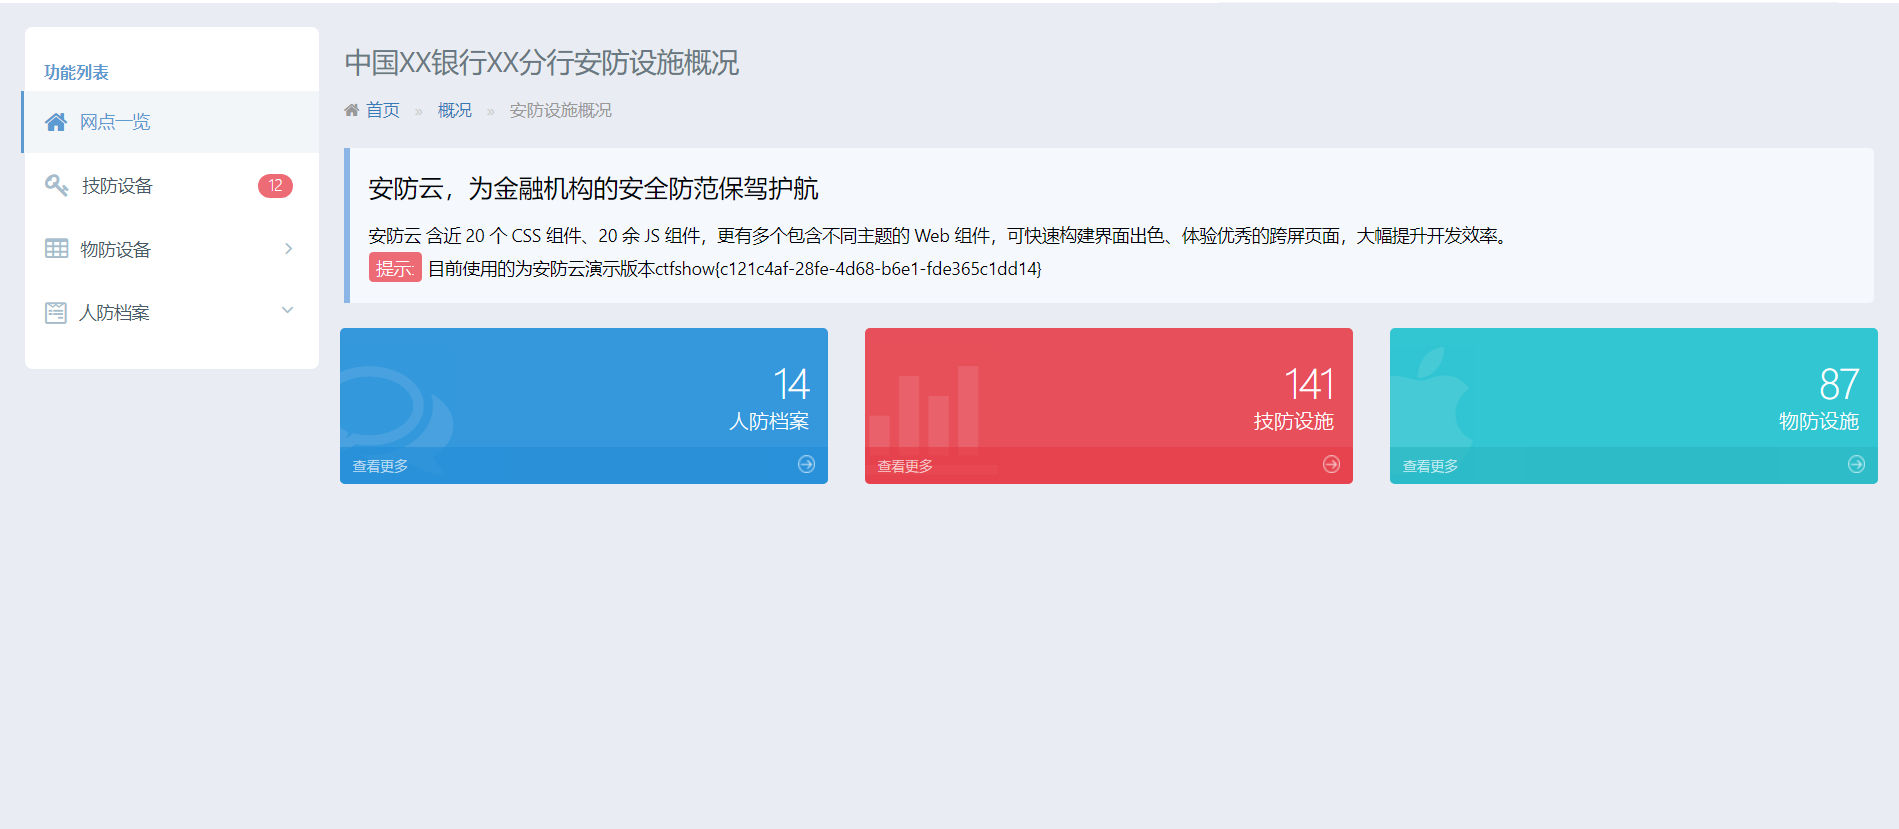 功能列表
网点一览
技防设备 12
物防设备
人防档案
中国XX银行XX分行安防设施概况
首页 » 概况 » 安防设施概况
安防云，为金融机构的安全防范保驾护航
安防云 含近 20 个 CSS 组件、20 余 JS 组件，更有多个包含不同主题的 Web 组件，可快速构建界面出色、体验优秀的跨屏页面，大幅提升开发效率。
提示: 目前使用的为安防云演示版本ctfshow{c121c4af-28fe-4d68-b6e1-fde365c1dd14}
14
人防档案
查看更多
141
技防设施
查看更多
87
物防设施
查看更多